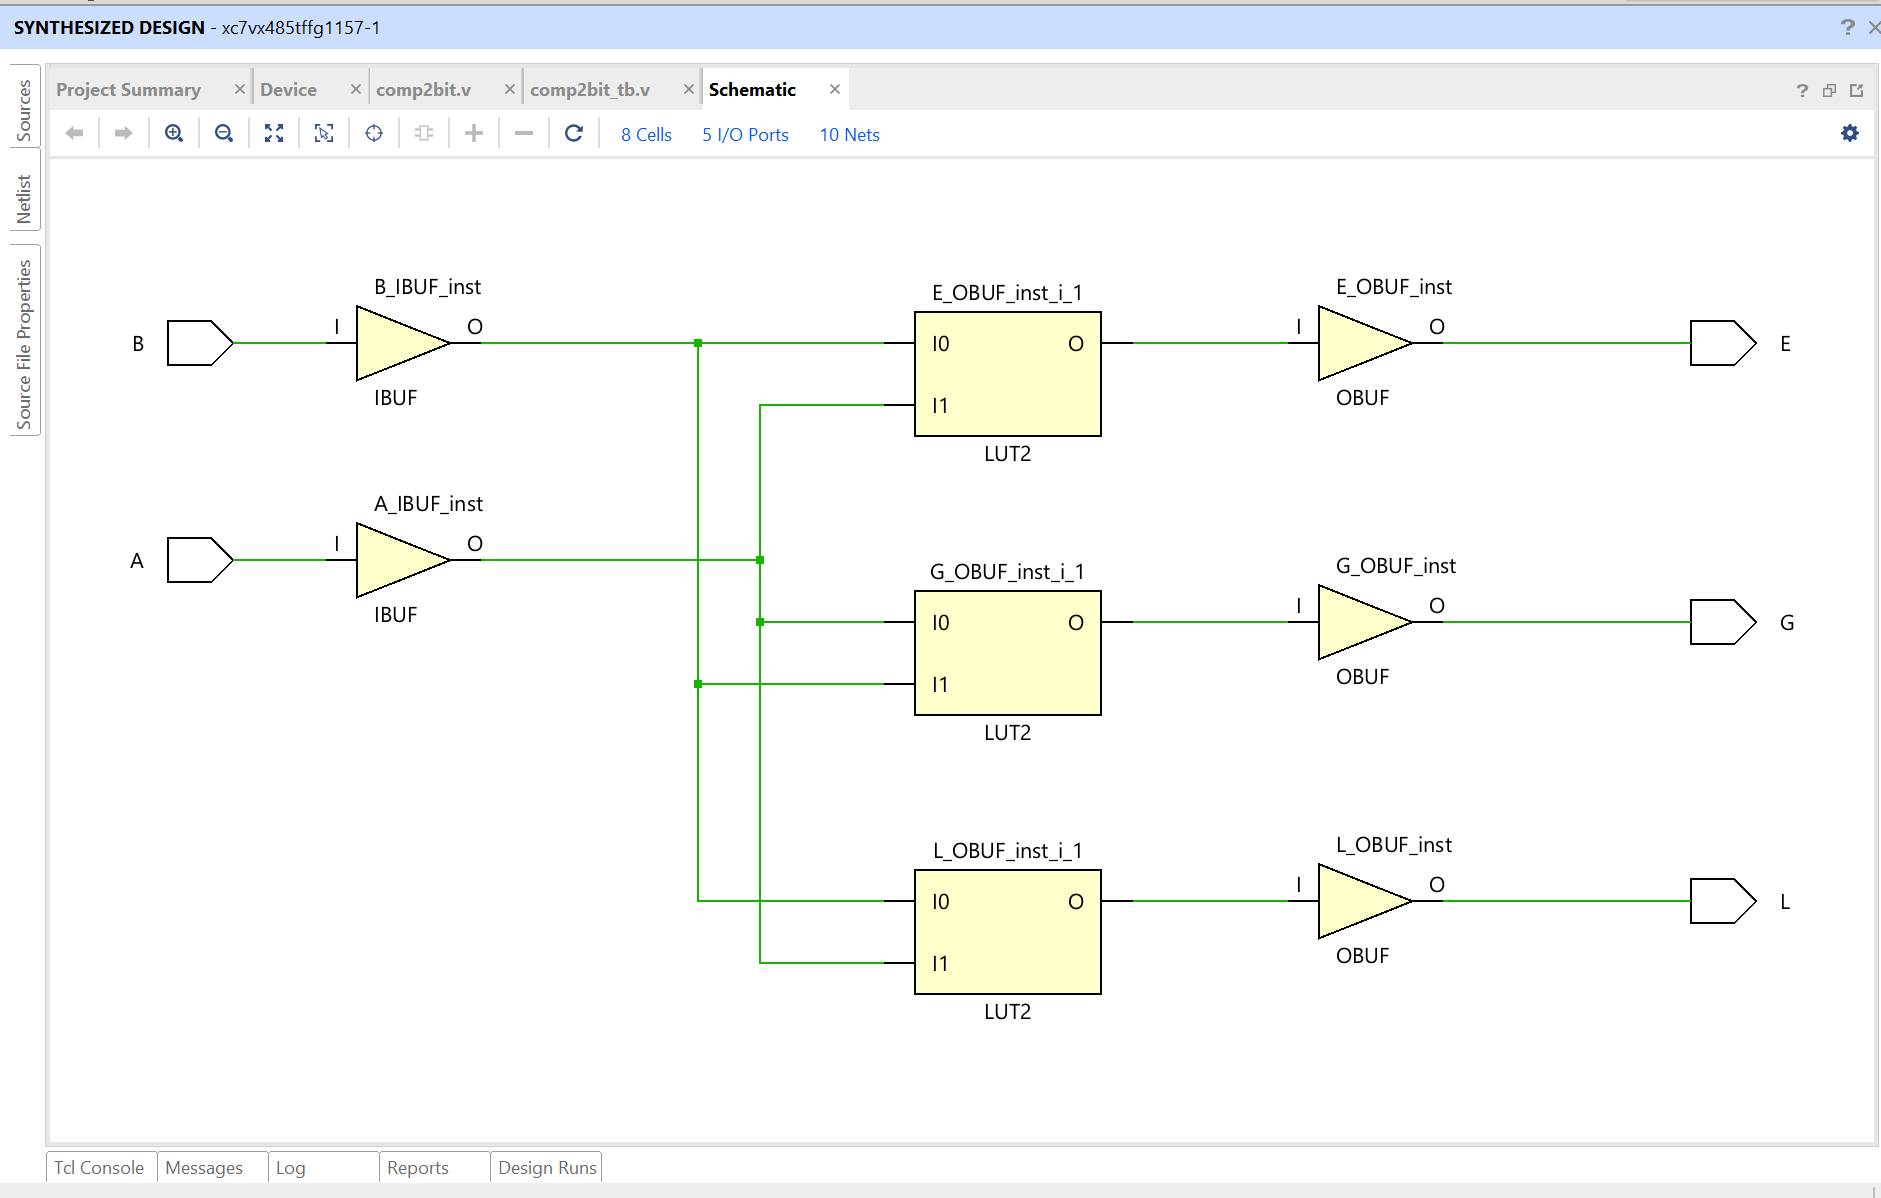 SYNTHESIZED DESIGN - xc7vx485tffg1157-1
Sources
Netlist
Source File Properties
Project Summary
Device
comp2bit.v
comp2bit_tb.v
Schematic
8 Cells
5 I/O Ports
10 Nets
B
I
B_IBUF_inst
O
IBUF
A
I
A_IBUF_inst
O
IBUF
E_OBUF_inst_i_1
I0
O
I1
LUT2
I
E_OBUF_inst
O
OBUF
E
G_OBUF_inst_i_1
I0
O
I1
LUT2
I
G_OBUF_inst
O
OBUF
G
L_OBUF_inst_i_1
I0
O
I1
LUT2
I
L_OBUF_inst
O
OBUF
L
Tcl Console
Messages
Log
Reports
Design Runs